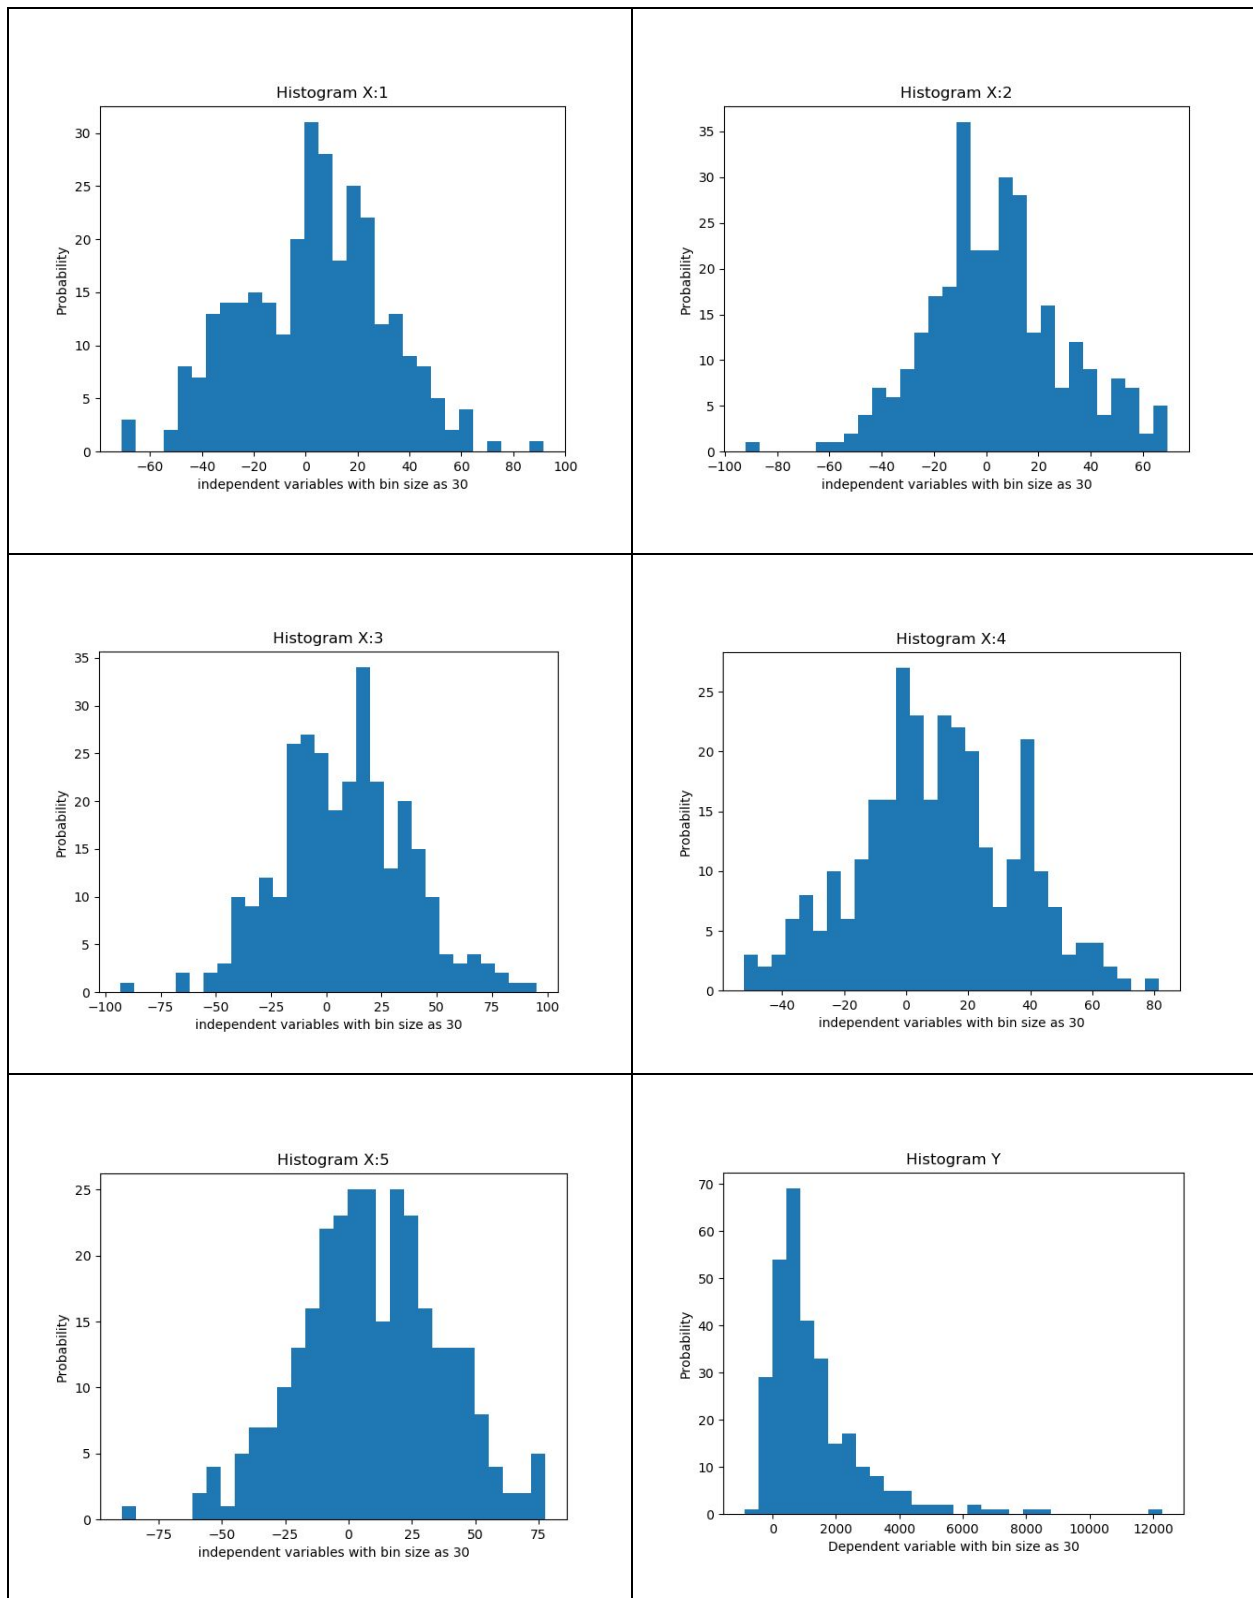 Histogram X:1
Probability
30
25
20
15
10
5
0
−60 −40 −20 0 20 40 60 80 100
independent variables with bin size as 30
Histogram X:2
Probability
35
30
25
20
15
10
5
0
−100 −80 −60 −40 −20 0 20 40 60
independent variables with bin size as 30
Histogram X:3
Probability
35
30
25
20
15
10
5
0
−100 −75 −50 −25 0 25 50 75 100
independent variables with bin size as 30
Histogram X:4
Probability
25
20
15
10
5
0
−40 −20 0 20 40 60 80
independent variables with bin size as 30
Histogram X:5
Probability
25
20
15
10
5
0
−75 −50 −25 0 25 50 75
independent variables with bin size as 30
Histogram Y
Probability
70
60
50
40
30
20
10
0
0 2000 4000 6000 8000 10000 12000
Dependent variable with bin size as 30